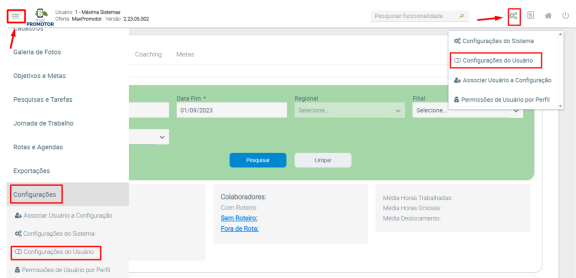 Usuário: 1 - Máxima Sistemas
Oferta: MaxPromotor Versão: 2.23.05.002
PROMOTOR
Pesquisar funcionalidade
Cadastros
Galeria de Fotos
Objetivos e Metas
Pesquisas e Tarefas
Jornada de Trabalho
Rotas e Agendas
Exportações
Configurações
Associar Usuário a Configuração
Configurações do Sistema
Configurações do Usuário
Permissões de Usuário por Perfil
Coaching
Metas
Configurações do Sistema
Configurações do Usuário
Associar Usuário a Configuração
Permissões de Usuário por Perfil
Data Fim *
Regional
Filial
01/09/2023
Selecione...
Selecione...
Pesquisar
Limpar
Colaboradores:
Com Roteiro:
Sem Roteiro:
Fora de Rota:
Média Horas Trabalhadas:
Média Horas Ociosas:
Média Deslocamento: